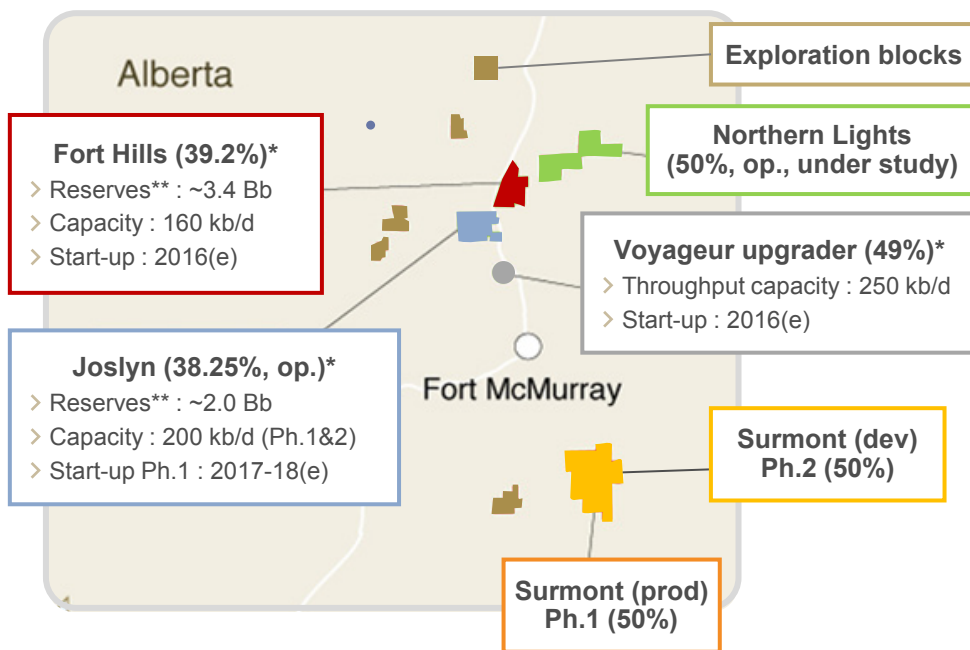 Alberta
Exploration blocks
Northern Lights
(50%, op., under study)
Fort Hills (39.2%)*
> Reserves** : ~3.4 Bb
> Capacity : 160 kb/d
> Start-up : 2016(e)
Voyageur upgrader (49%)*
> Throughput capacity : 250 kb/d
> Start-up : 2016(e)
Joslyn (38.25%, op.)*
> Reserves** : ~2.0 Bb
> Capacity : 200 kb/d (Ph.1&2)
> Start-up Ph.1 : 2017-18(e)
Fort McMurray
Surmont (dev)
Ph.2 (50%)
Surmont (prod)
Ph.1 (50%)